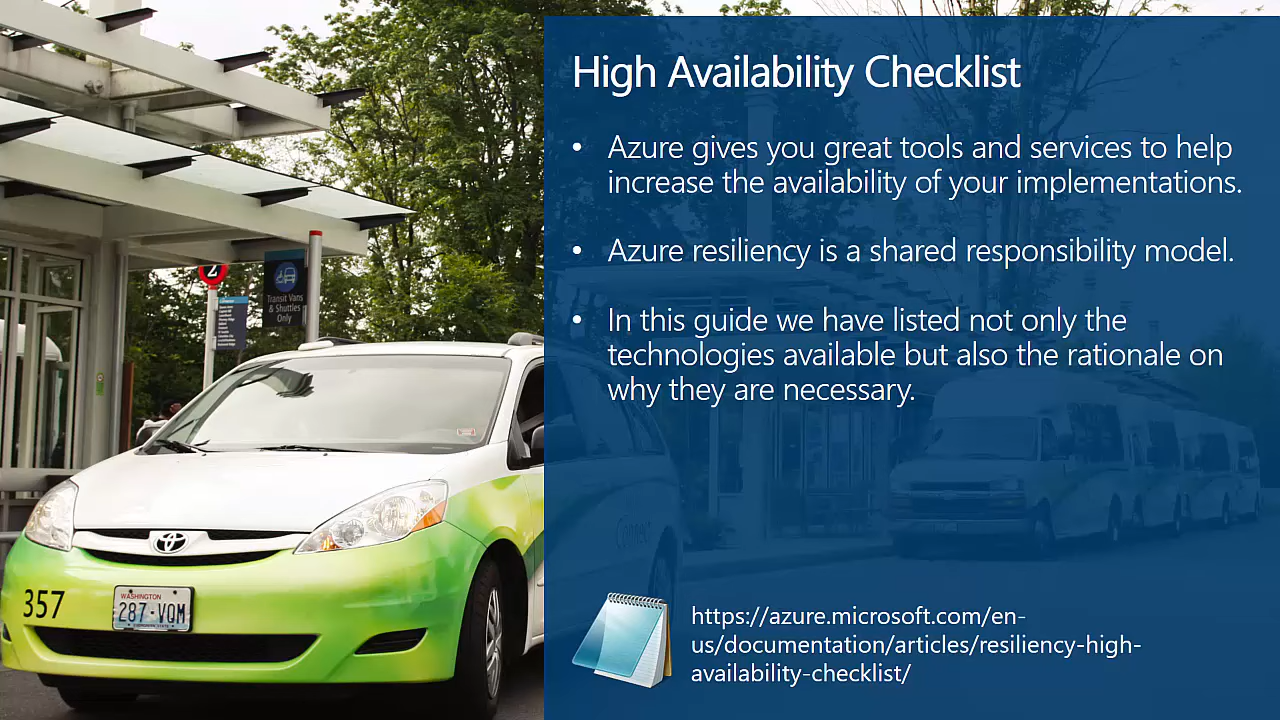 High Availability Checklist
• Azure gives you great tools and services to help
increase the availability of your implementations.
• Azure resiliency is a shared responsibility model.
• In this guide we have listed not only the
technologies available but also the rationale on
why they are necessary.
https://azure.microsoft.com/en-
us/documentation/articles/resiliency-high-
availability-checklist/
2
Transit Vans
& Shuttles
Only
357
WASHINGTON
287-VQM
Connect